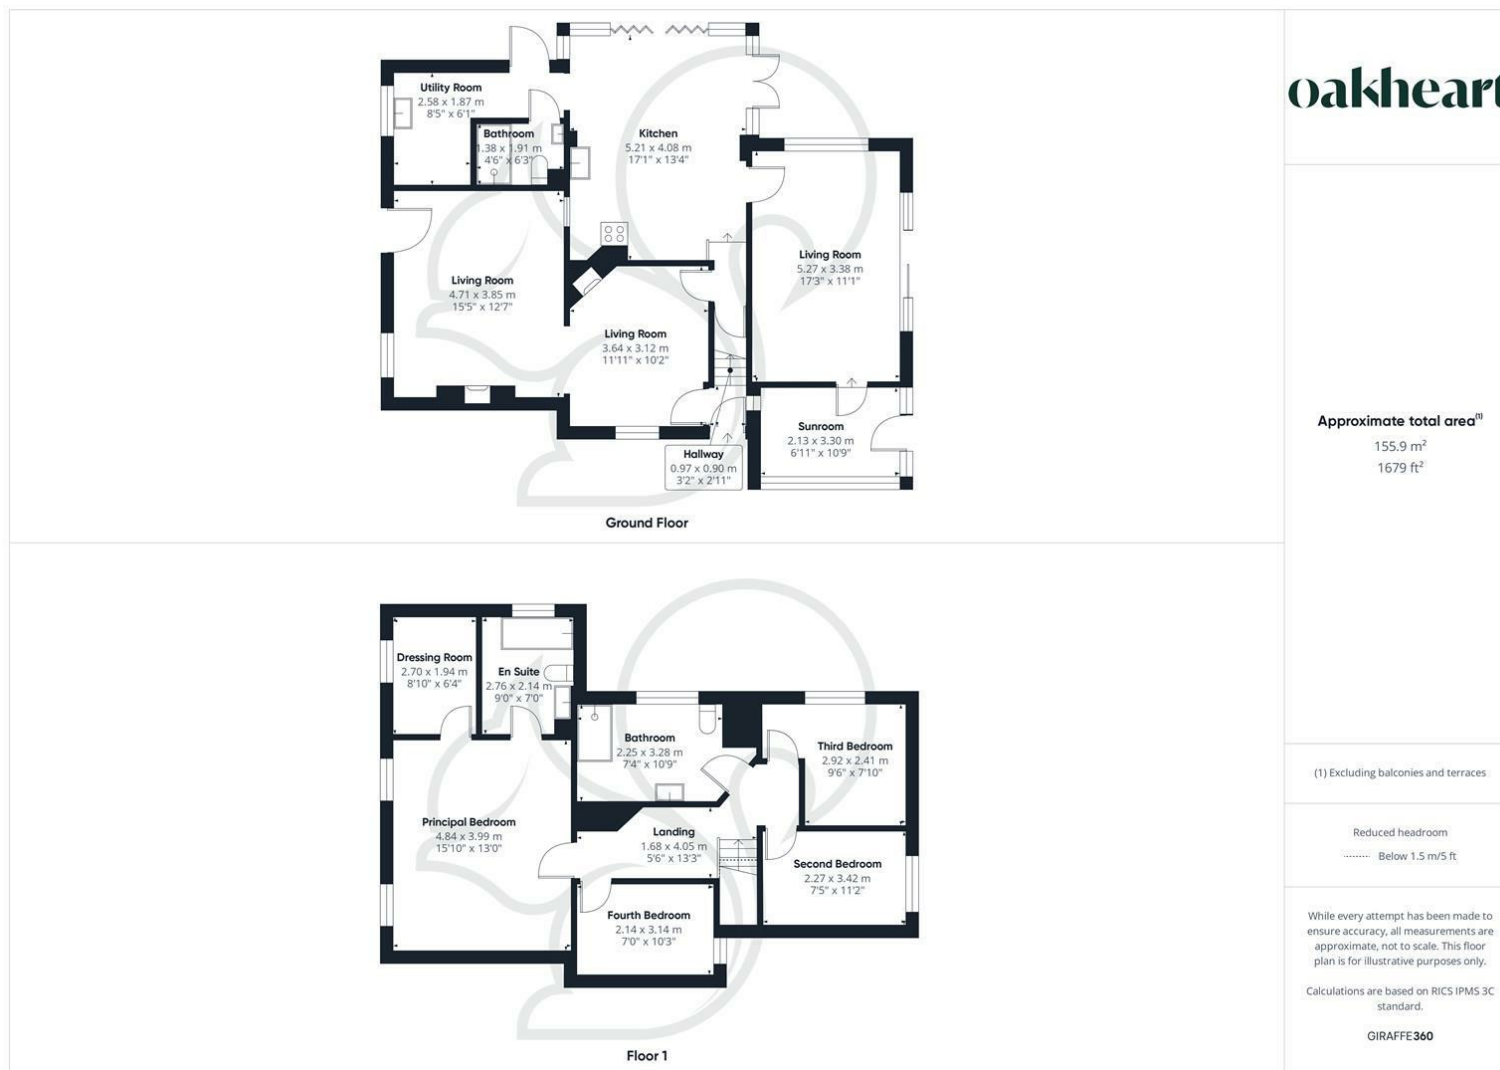 Utility Room
2.58 x 1.87 m
8'5" x 6'1"
Bathroom
1.38 x 1.91 m
4'6" x 6'3"
Kitchen
5.21 x 4.08 m
17'1" x 13'4"
Living Room
5.27 x 3.38 m
17'3" x 11'1"
Living Room
4.71 x 3.85 m
15'5" x 12'7"
Living Room
3.64 x 3.12 m
11'11" x 10'2"
Sunroom
2.13 x 3.30 m
6'11" x 10'9"
Hallway
0.97 x 0.90 m
3'2" x 2'11"
Ground Floor
Dressing Room
2.70 x 1.94 m
8'10" x 6'4"
En Suite
2.76 x 2.14 m
9'0" x 7'0"
Bathroom
2.25 x 3.28 m
7'4" x 10'9"
Third Bedroom
2.92 x 2.41 m
9'6" x 7'10"
Principal Bedroom
4.84 x 3.99 m
15'10" x 13'0"
Landing
1.68 x 4.05 m
5'6" x 13'3"
Second Bedroom
2.27 x 3.42 m
7'5" x 11'2"
Fourth Bedroom
2.14 x 3.14 m
7'0" x 10'3"
Floor 1
oakheart
Approximate total area(1)
155.9 m²
1679 ft²
(1) Excluding balconies and terraces
Reduced headroom
Below 1.5 m/5 ft
While every attempt has been made to
ensure accuracy, all measurements are
approximate, not to scale. This floor
plan is for illustrative purposes only.
Calculations are based on RICS IPMS 3C
standard.
GIRAFFE360